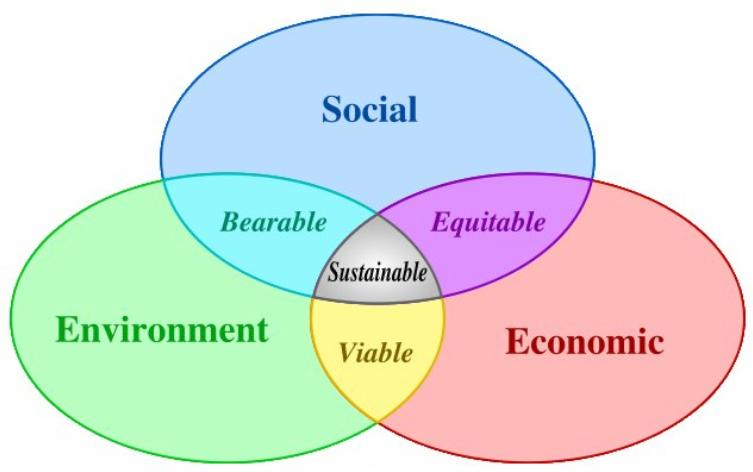 Social
Bearable
Equitable
Sustainable
Environment
Economic
Viable